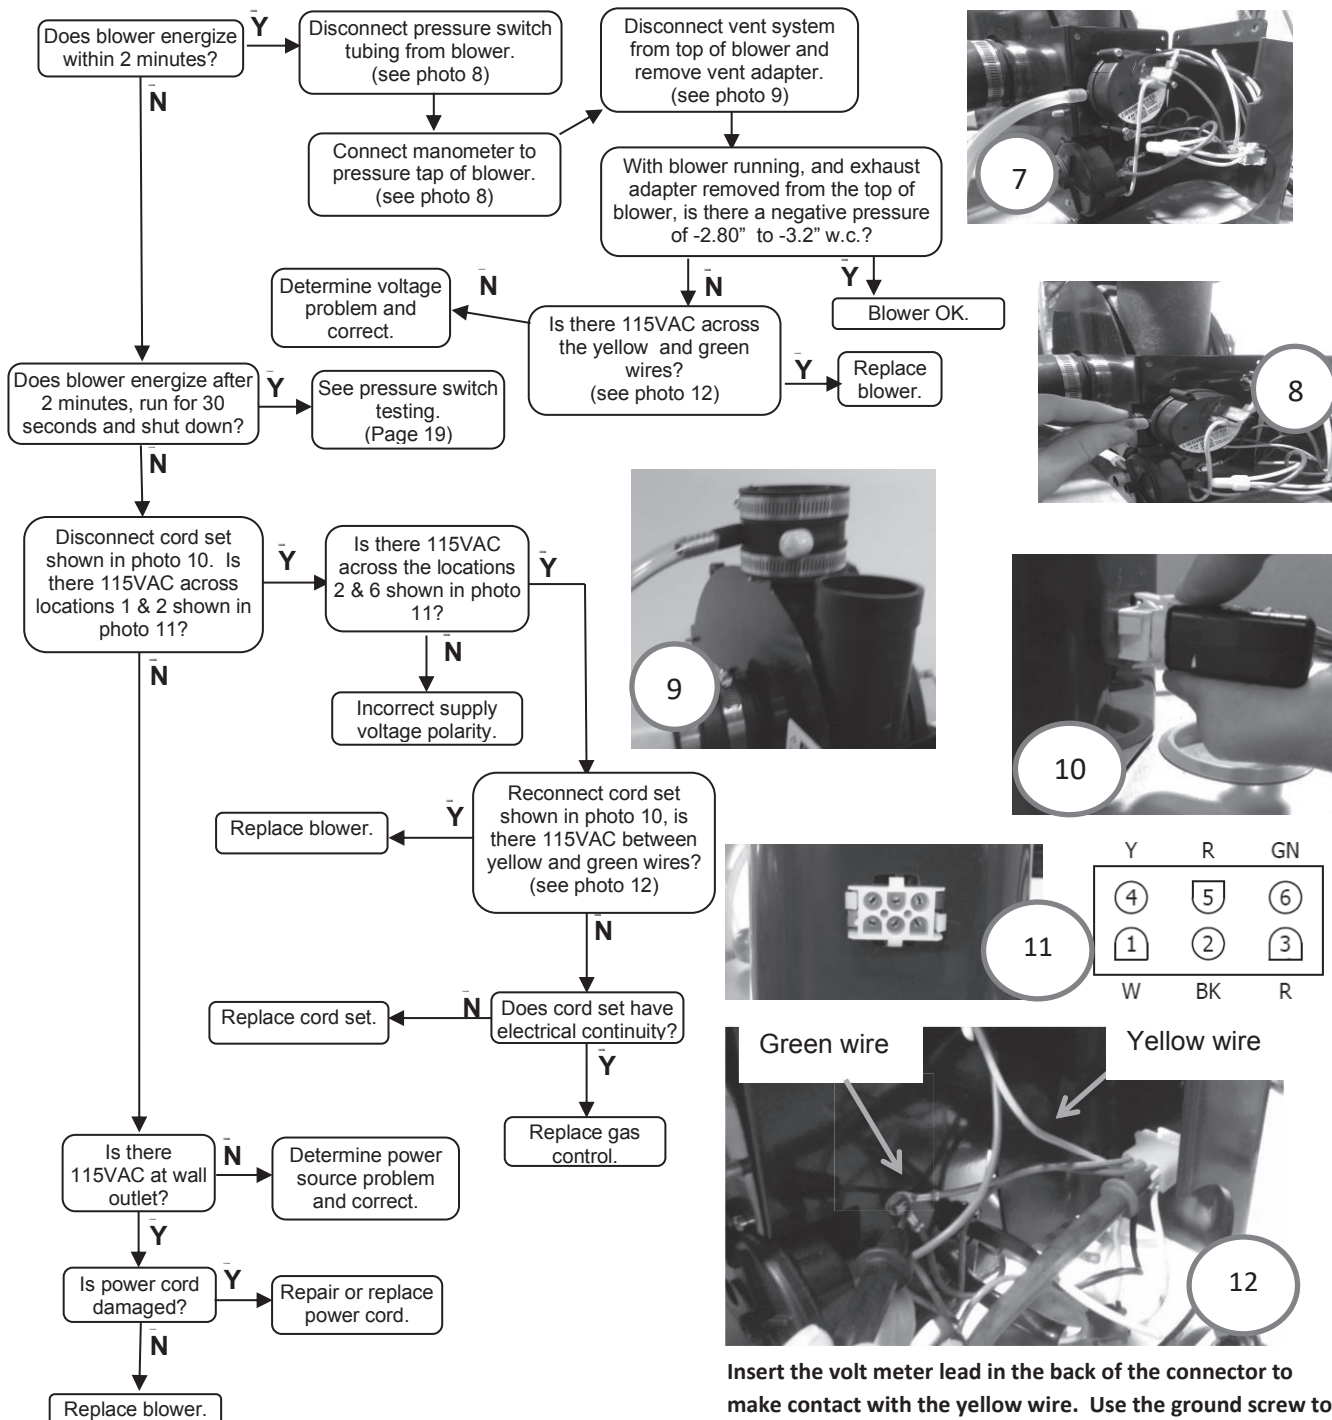 Does blower energize
within 2 minutes?
Y
N
Disconnect pressure switch
tubing from blower.
(see photo 8)
Disconnect vent system
from top of blower and
remove vent adapter.
(see photo 9)
Connect manometer to
pressure tap of blower.
(see photo 8)
With blower running, and exhaust
adapter removed from the top of
blower, is there a negative pressure
of -2.80” to -3.2” w.c.?
N
Y
Blower OK.
Determine voltage
problem and
correct.
N
Is there 115VAC across
the yellow and green
wires?
(see photo 12)
Y
Replace
blower.
7
8
Does blower energize after
2 minutes, run for 30
seconds and shut down?
Y
N
See pressure switch
testing.
(Page 19)
Disconnect cord set
shown in photo 10. Is
there 115VAC across
locations 1 & 2 shown in
photo 11?
Y
N
Is there 115VAC
across the locations
2 & 6 shown in photo
11?
Y
N
Incorrect supply
voltage polarity.
9
10
Reconnect cord set
shown in photo 10, is
there 115VAC between
yellow and green wires?
(see photo 12)
Y
Replace blower.
N
Does cord set have
electrical continuity?
N
Replace cord set.
Y
Replace gas
control.
11
Y R GN
4 5 6
1 2 3
W BK R
Is there
115VAC at wall
outlet?
N
Determine power
source problem
and correct.
Y
Is power cord
damaged?
Y
Repair or replace
power cord.
N
Replace blower.
Green wire
Yellow wire
12
Insert the volt meter lead in the back of the connector to
make contact with the yellow wire. Use the ground screw to